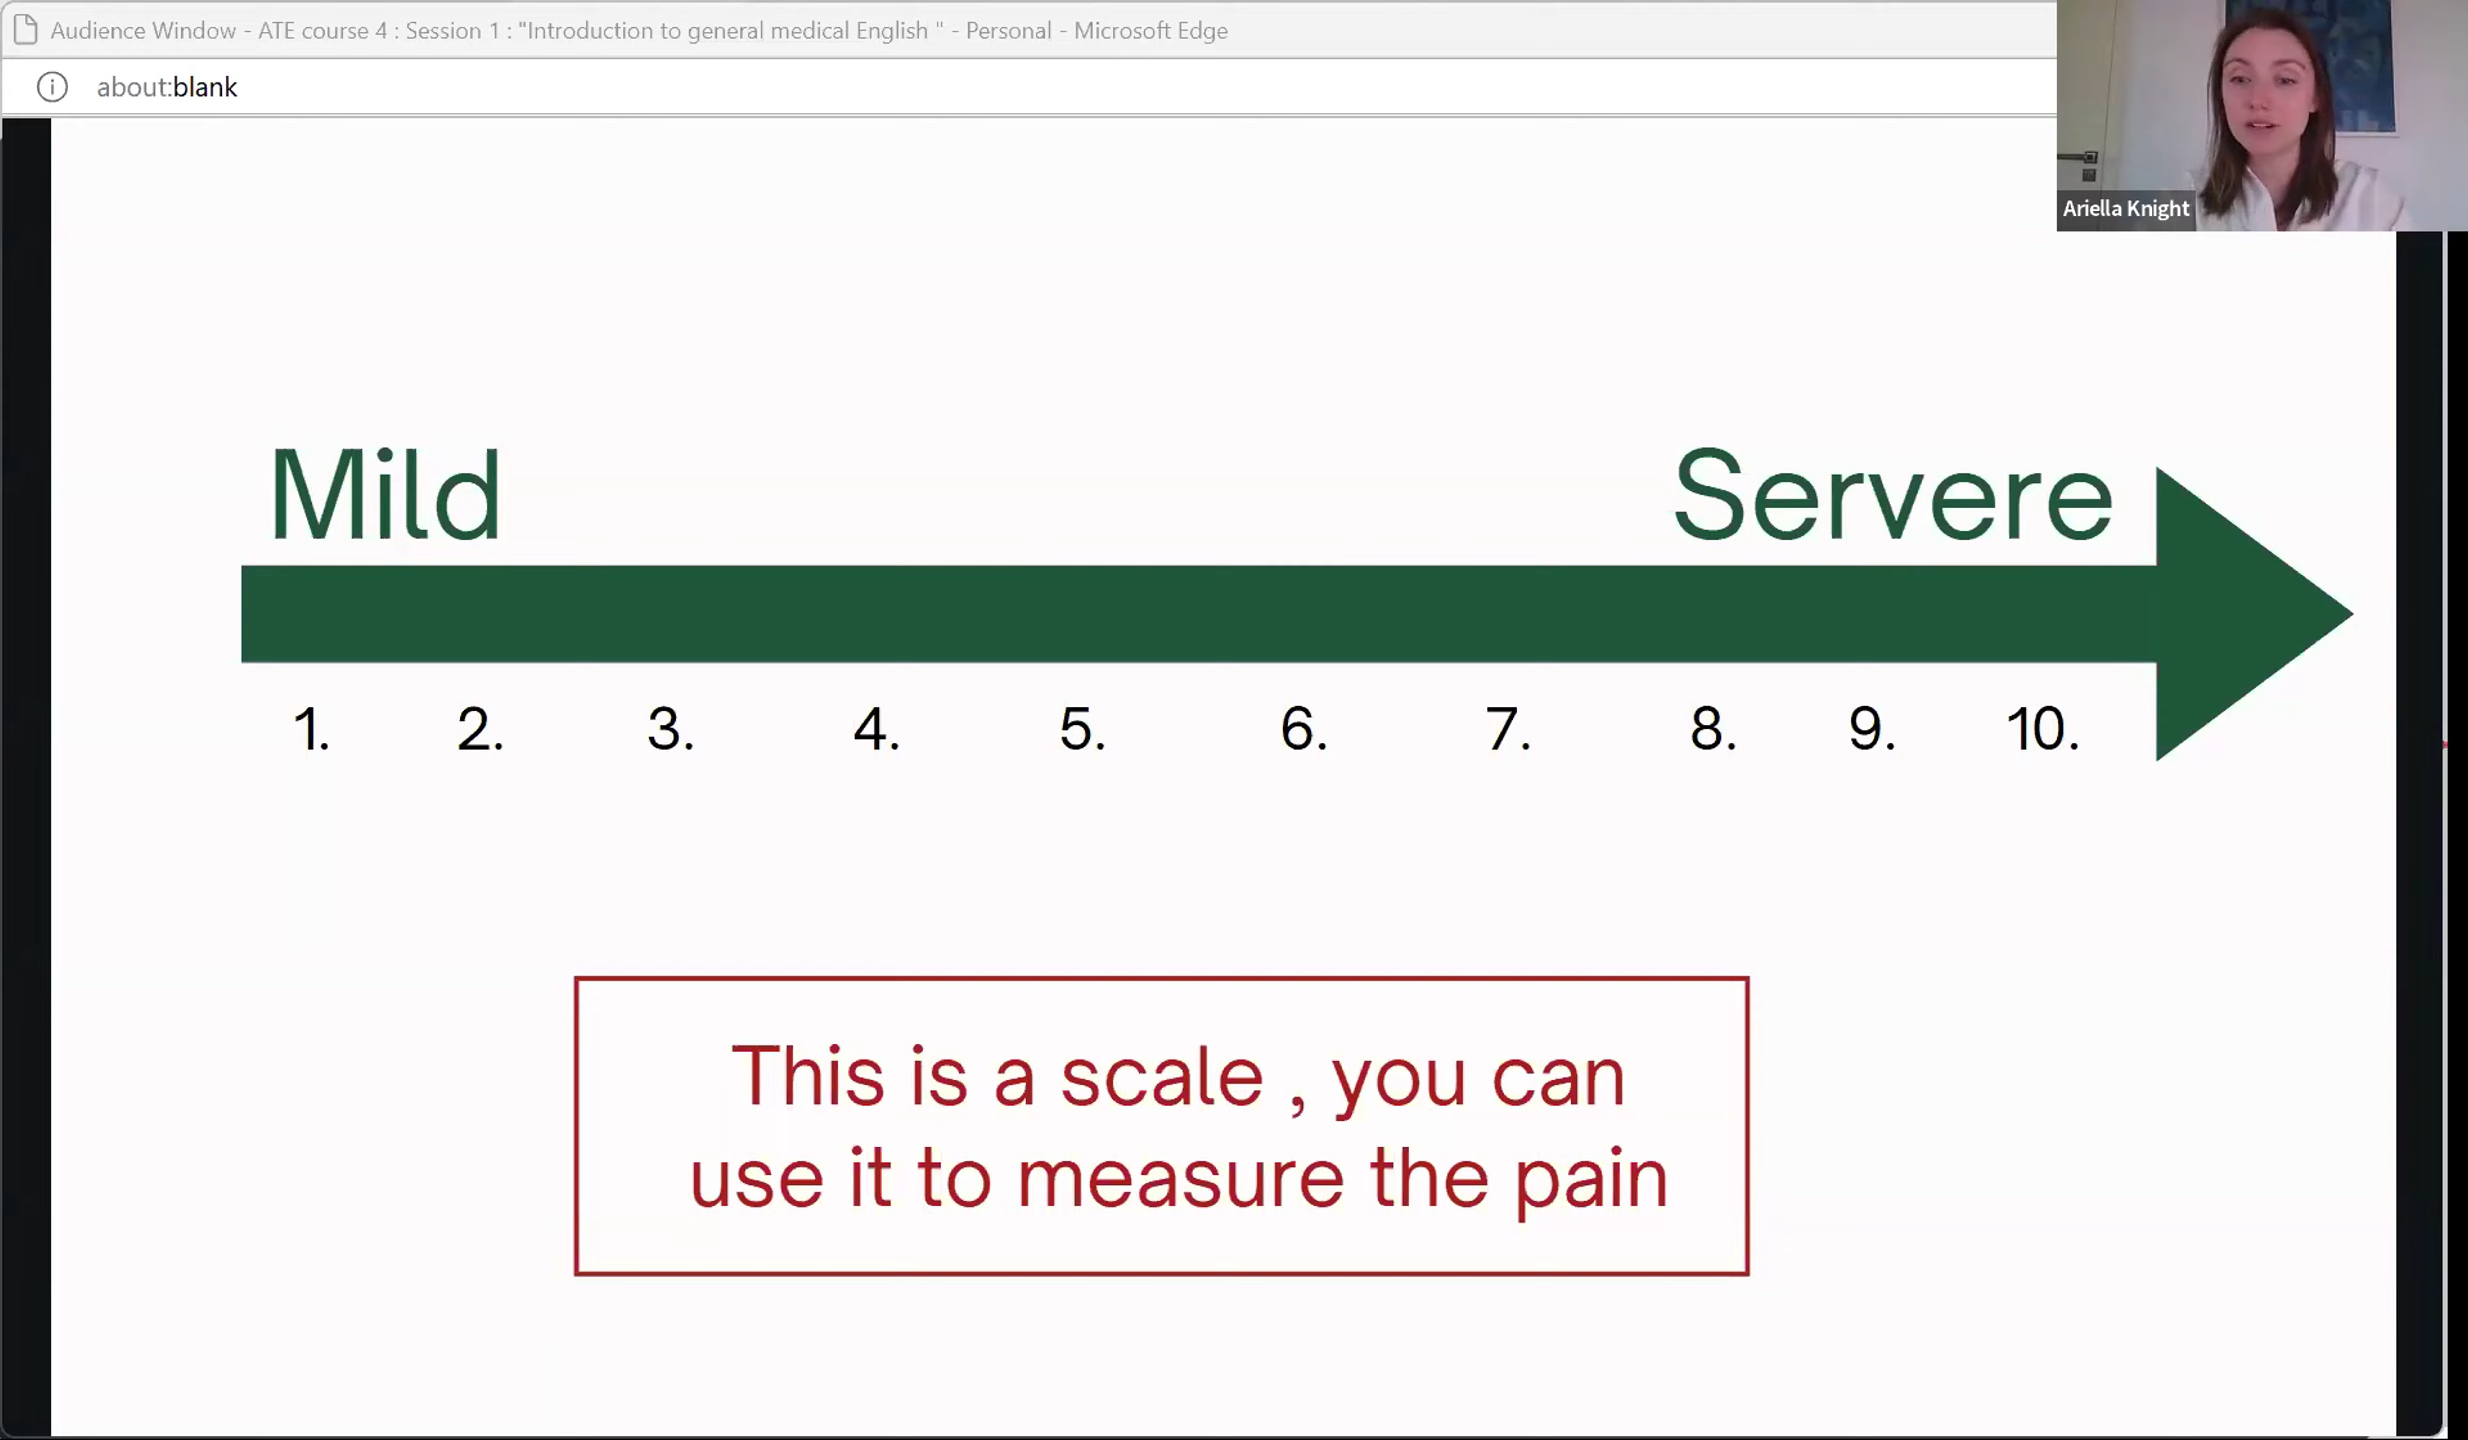 Audience Window - ATE course 4 : Session 1 : "Introduction to general medical English " - Personal - Microsoft Edge
about:blank
Ariella Knight
Mild
Servere
1. 2. 3. 4. 5. 6. 7. 8. 9. 10.
This is a scale , you can
use it to measure the pain